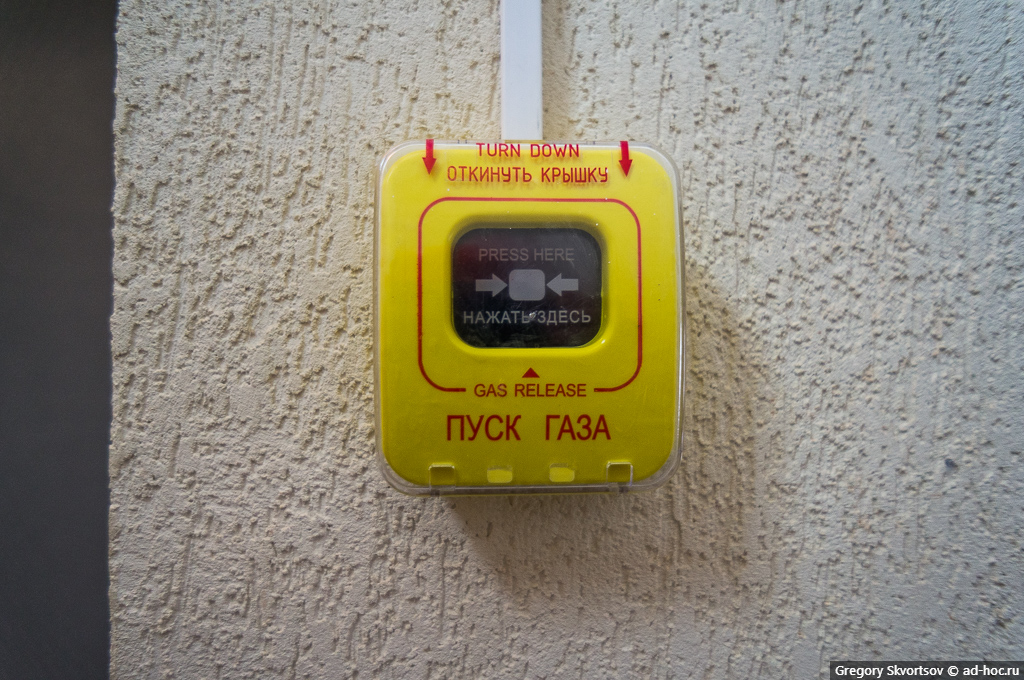 TURN DOWN
ОТКИНУТЬ КРЫШКУ
PRESS HERE
НАЖАТЬ ЗДЕСЬ
GAS RELEASE
ПУСК ГАЗА
Gregory Skvortsov © ad-hoc.ru